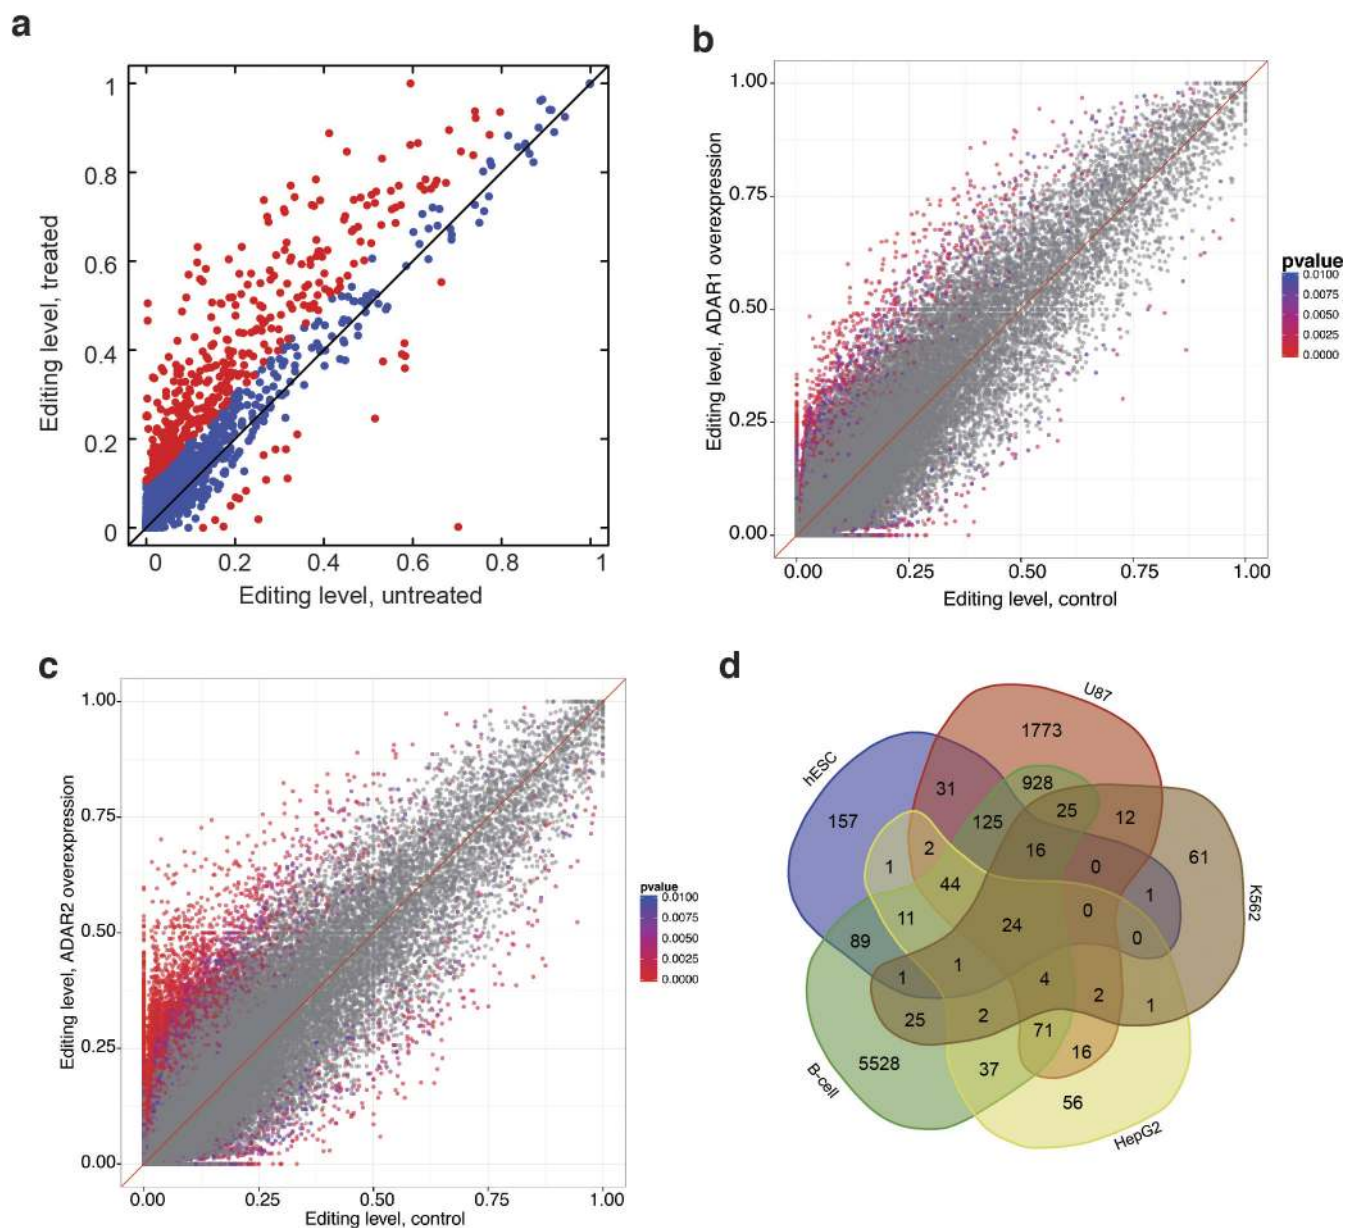 a
1
0.8
0.6
0.4
0.2
0
Editing level, treated
0 0.2 0.4 0.6 0.8 1
Editing level, untreated
b
1.00
0.75
0.50
0.25
0.00
Editing level, ADAR1 overexpression
0.00 0.25 0.50 0.75 1.00
Editing level, control
pvalue
0.0100
0.0075
0.0050
0.0025
0.0000
c
1.00
0.75
0.50
0.25
0.00
Editing level, ADAR2 overexpression
0.00 0.25 0.50 0.75 1.00
Editing level, control
pvalue
0.0100
0.0075
0.0050
0.0025
0.0000
d
U87
hESC
K562
B-cell
HepG2
1773
31 928
157 125 25 12
1 2 16 0 61
11 44 0 1
89 24 0
1 1 4 2 1
25 2 71
5528 37 16
56